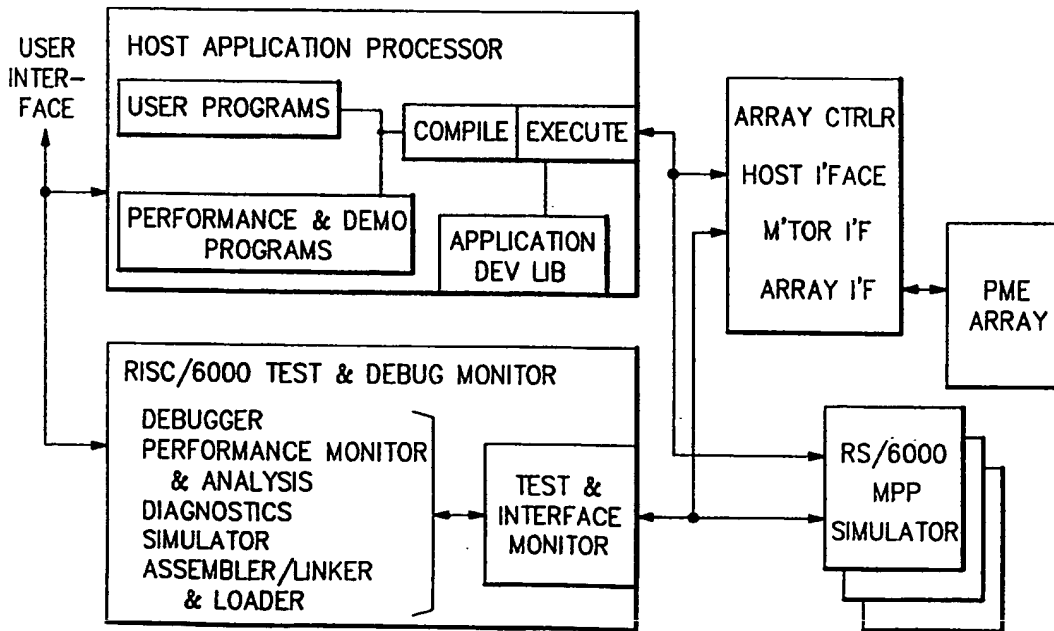 USER
INTER-
FACE
HOST APPLICATION PROCESSOR
USER PROGRAMS
COMPILE
EXECUTE
PERFORMANCE & DEMO
PROGRAMS
APPLICATION
DEV LIB
ARRAY CTRLR
HOST I'FACE
M'TOR I'F
ARRAY I'F
PME
ARRAY
RISC/6000 TEST & DEBUG MONITOR
DEBUGGER
PERFORMANCE MONITOR
& ANALYSIS
DIAGNOSTICS
SIMULATOR
ASSEMBLER/LINKER
& LOADER
TEST &
INTERFACE
MONITOR
RS/6000
MPP
SIMULATOR